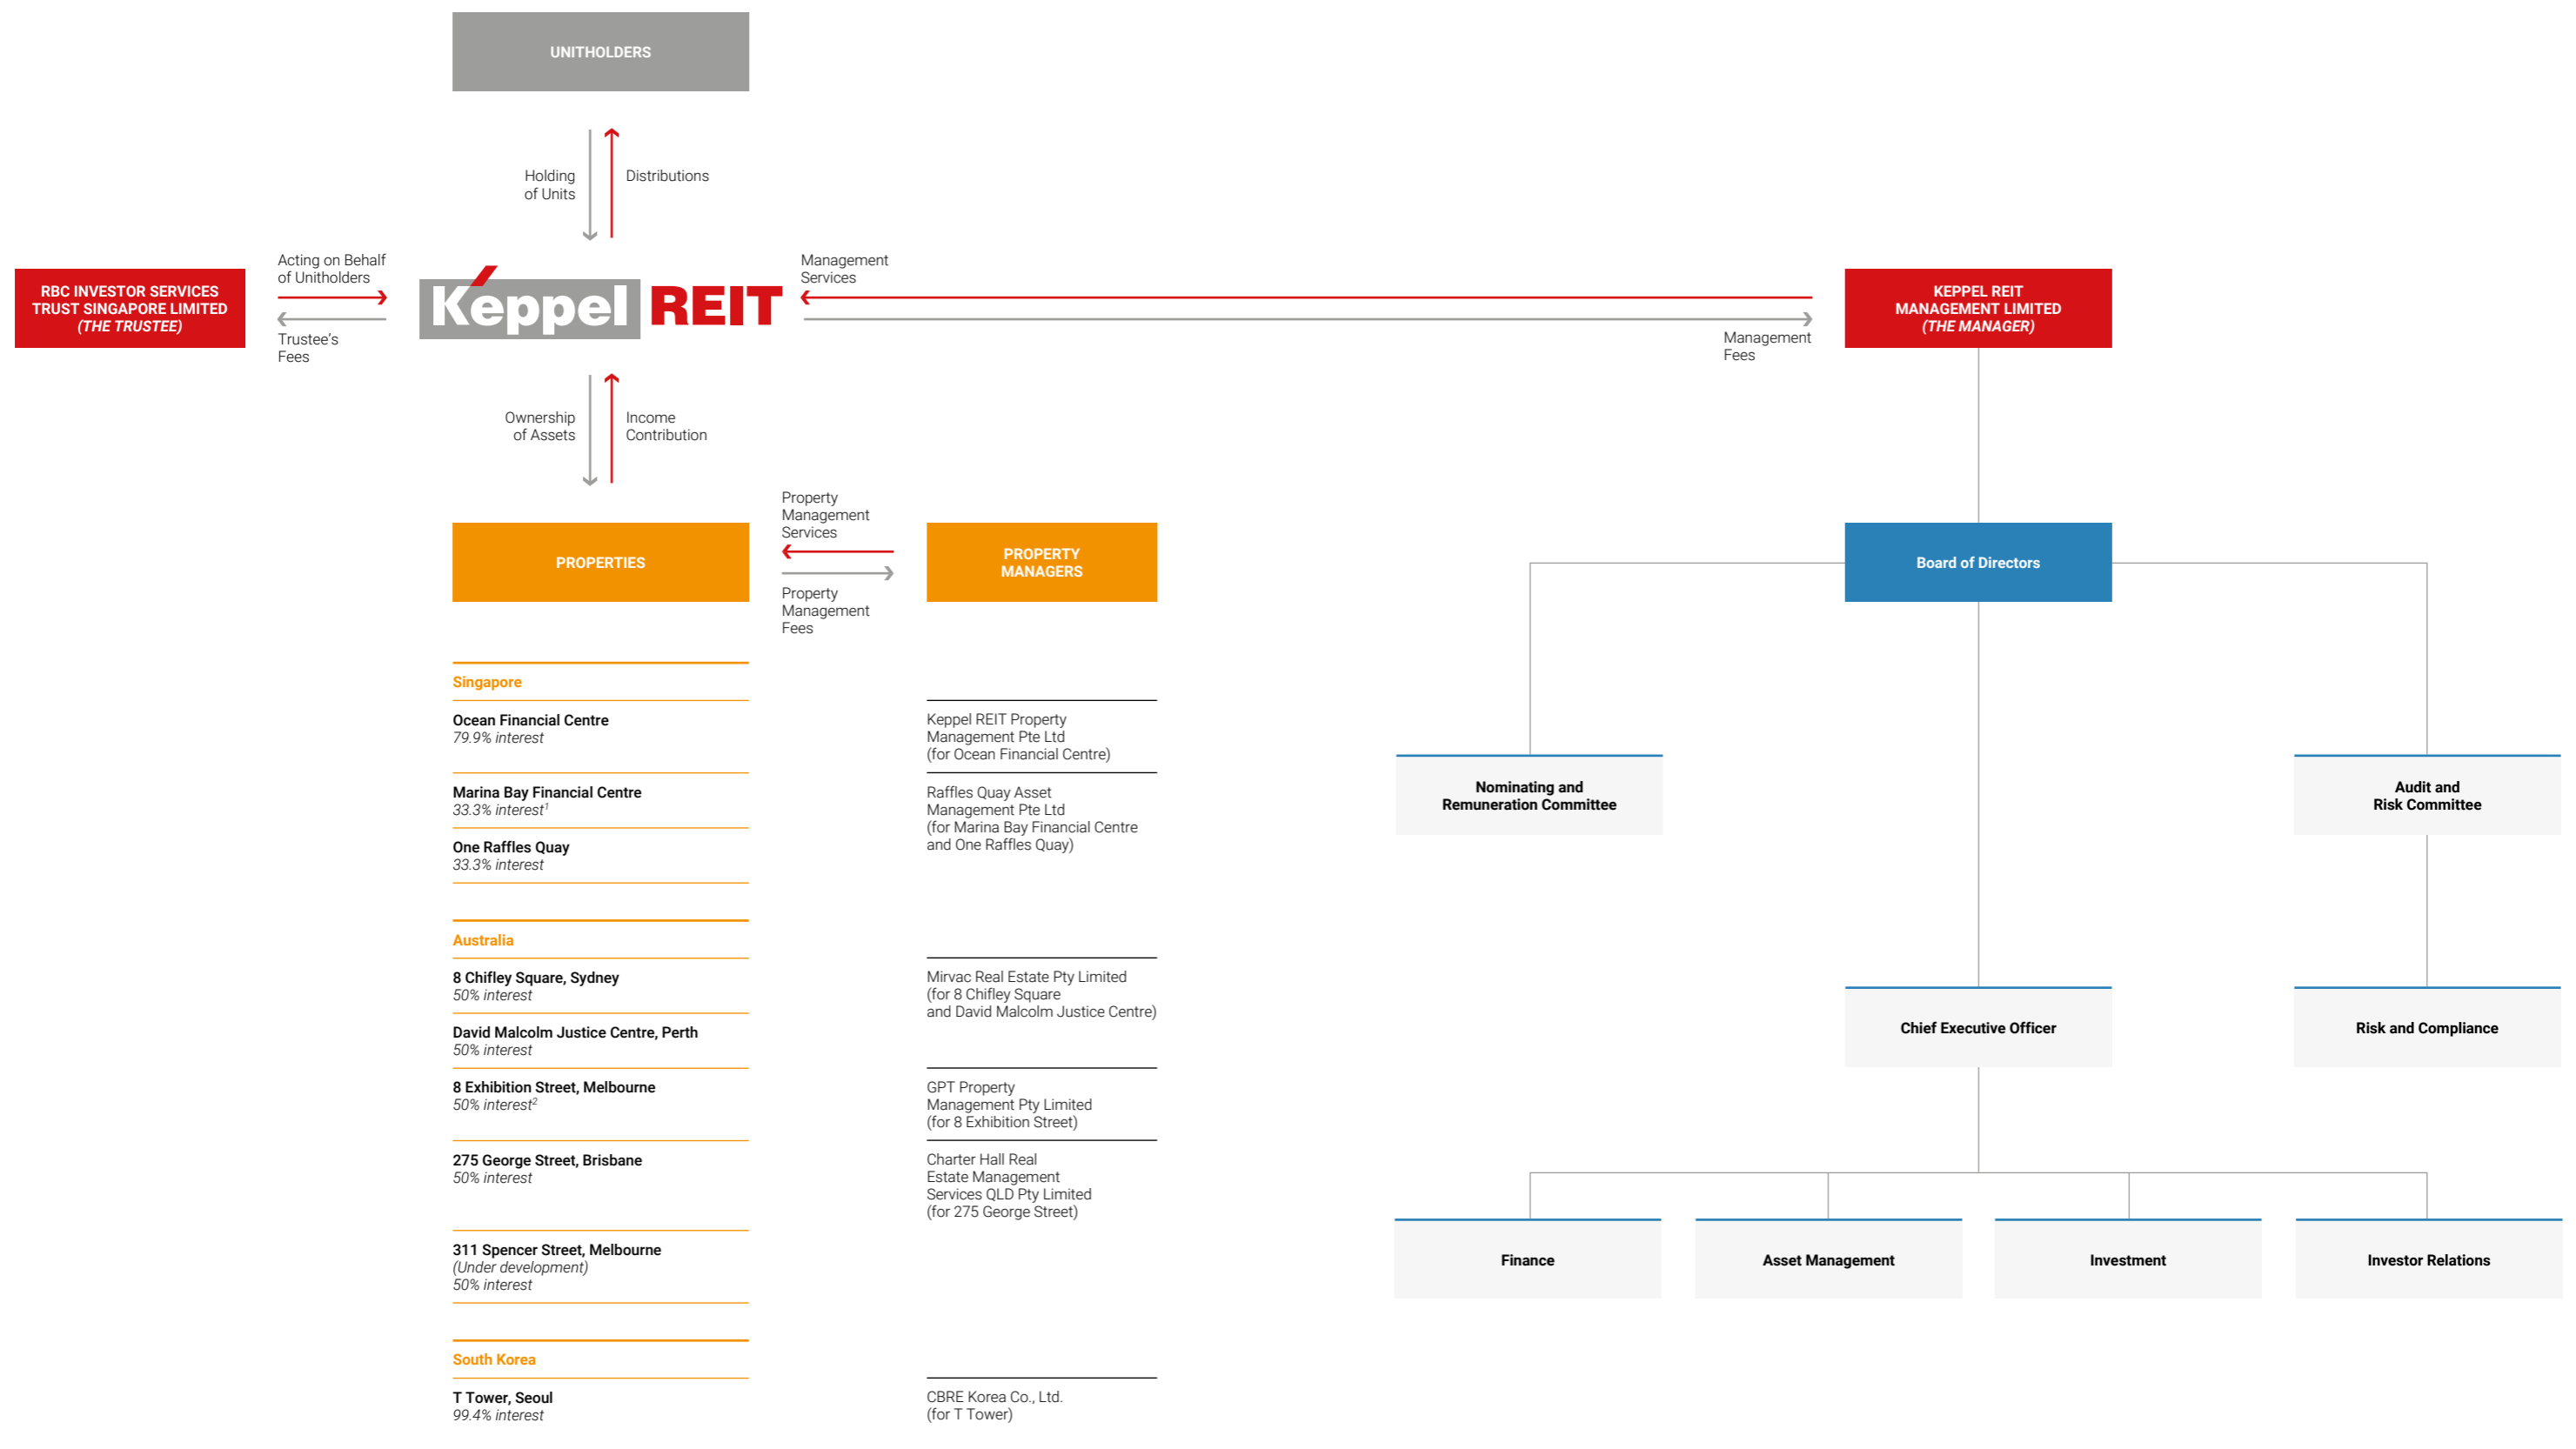 UNITHOLDERS
Holding
of Units
Distributions
RBC INVESTOR SERVICES
TRUST SINGAPORE LIMITED
(THE TRUSTEE)
Acting on Behalf
of Unitholders
Trustee’s
Fees
Keppel REIT
Management
Services
Management
Fees
KEPPEL REIT
MANAGEMENT LIMITED
(THE MANAGER)
Ownership
of Assets
Income
Contribution
PROPERTIES
Property
Management
Services
Property
Management
Fees
PROPERTY
MANAGERS
Singapore
Ocean Financial Centre
79.9% interest
Keppel REIT Property
Management Pte Ltd
(for Ocean Financial Centre)
Marina Bay Financial Centre
33.3% interest¹
One Raffles Quay
33.3% interest
Raffles Quay Asset
Management Pte Ltd
(for Marina Bay Financial Centre
and One Raffles Quay)
Australia
8 Chifley Square, Sydney
50% interest
David Malcolm Justice Centre, Perth
50% interest
Mirvac Real Estate Pty Limited
(for 8 Chifley Square
and David Malcolm Justice Centre)
8 Exhibition Street, Melbourne
50% interest²
GPT Property
Management Pty Limited
(for 8 Exhibition Street)
275 George Street, Brisbane
50% interest
Charter Hall Real
Estate Management
Services QLD Pty Limited
(for 275 George Street)
311 Spencer Street, Melbourne
(Under development)
50% interest
South Korea
T Tower, Seoul
99.4% interest
CBRE Korea Co., Ltd.
(for T Tower)
Board of Directors
Nominating and
Remuneration Committee
Audit and
Risk Committee
Chief Executive Officer
Risk and Compliance
Finance
Asset Management
Investment
Investor Relations